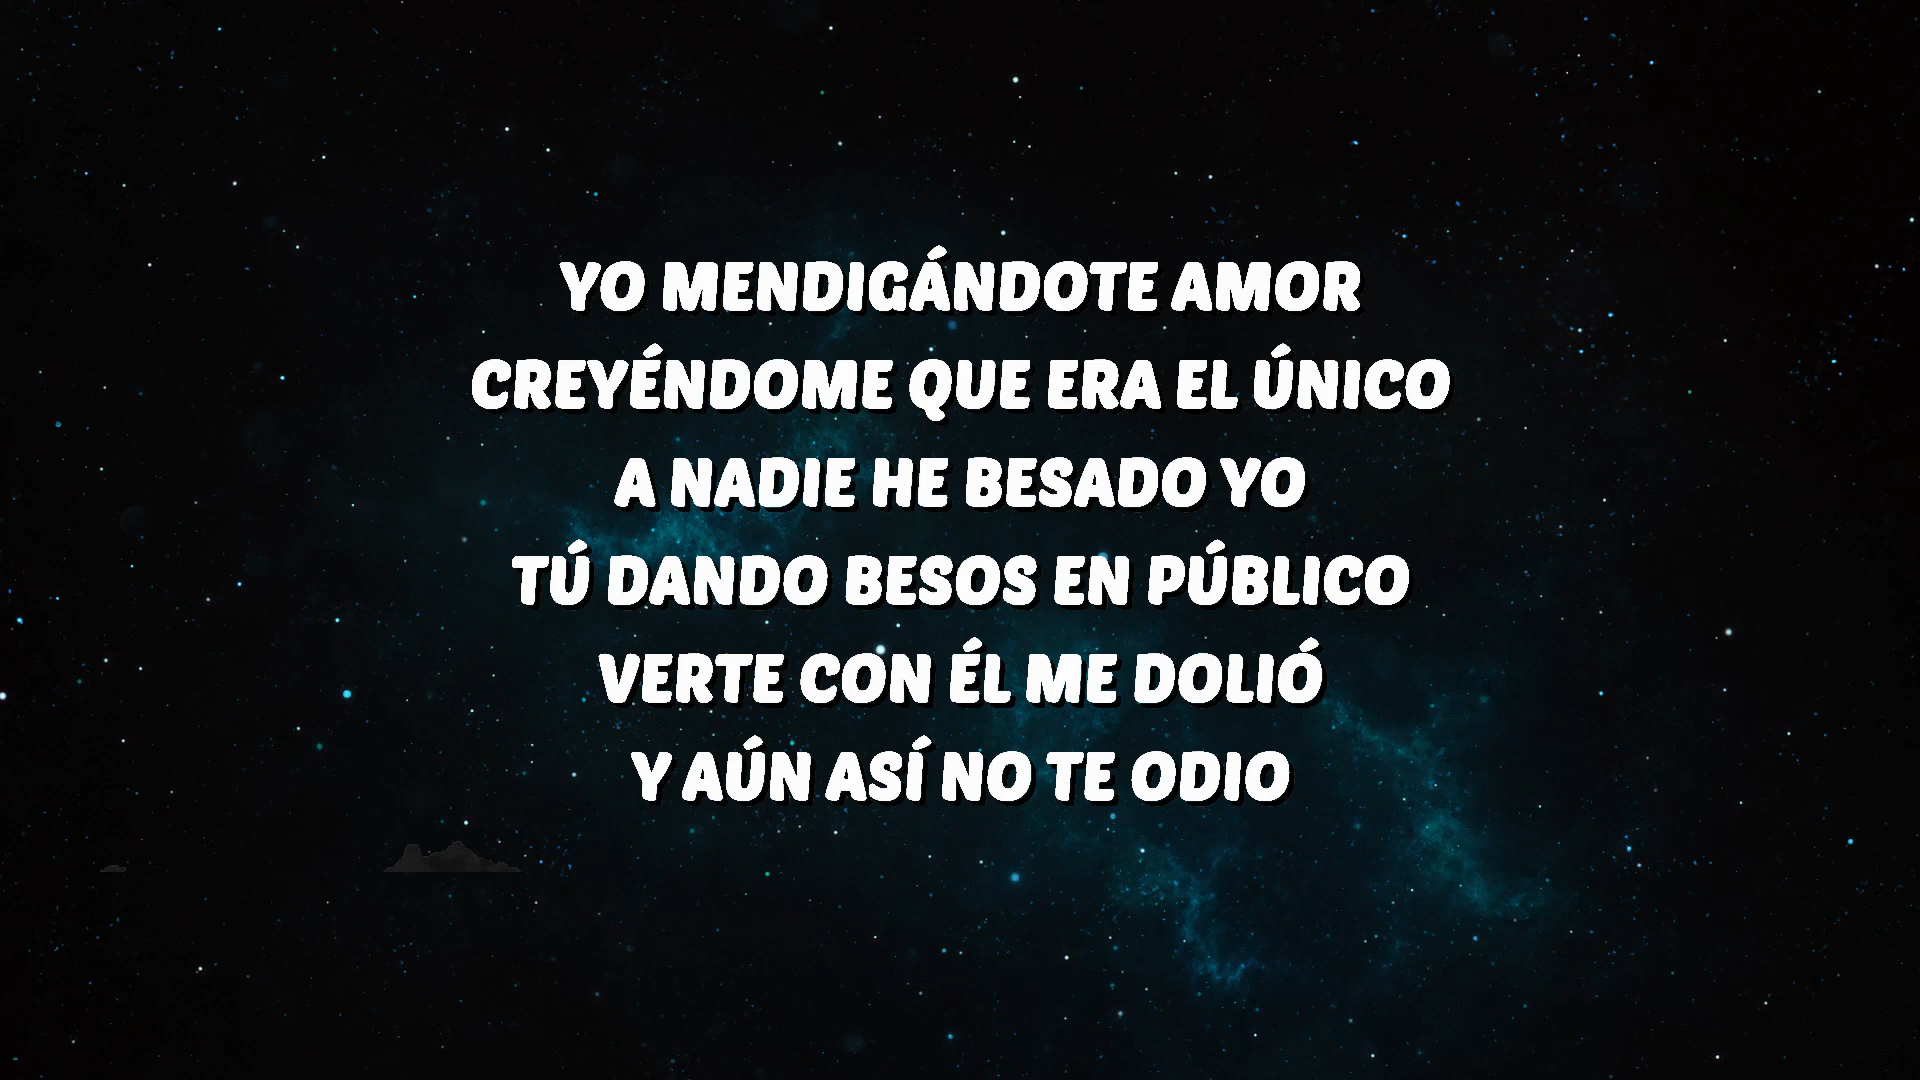 YO MENDIGÁNDOTE AMOR
CREYÉNDOME QUE ERA EL ÚNICO
A NADIE HE BESADO YO
TÚ DANDO BESOS EN PÚBLICO
VERTE CON ÉL ME DOLIÓ
Y AÚN ASÍ NO TE ODIO